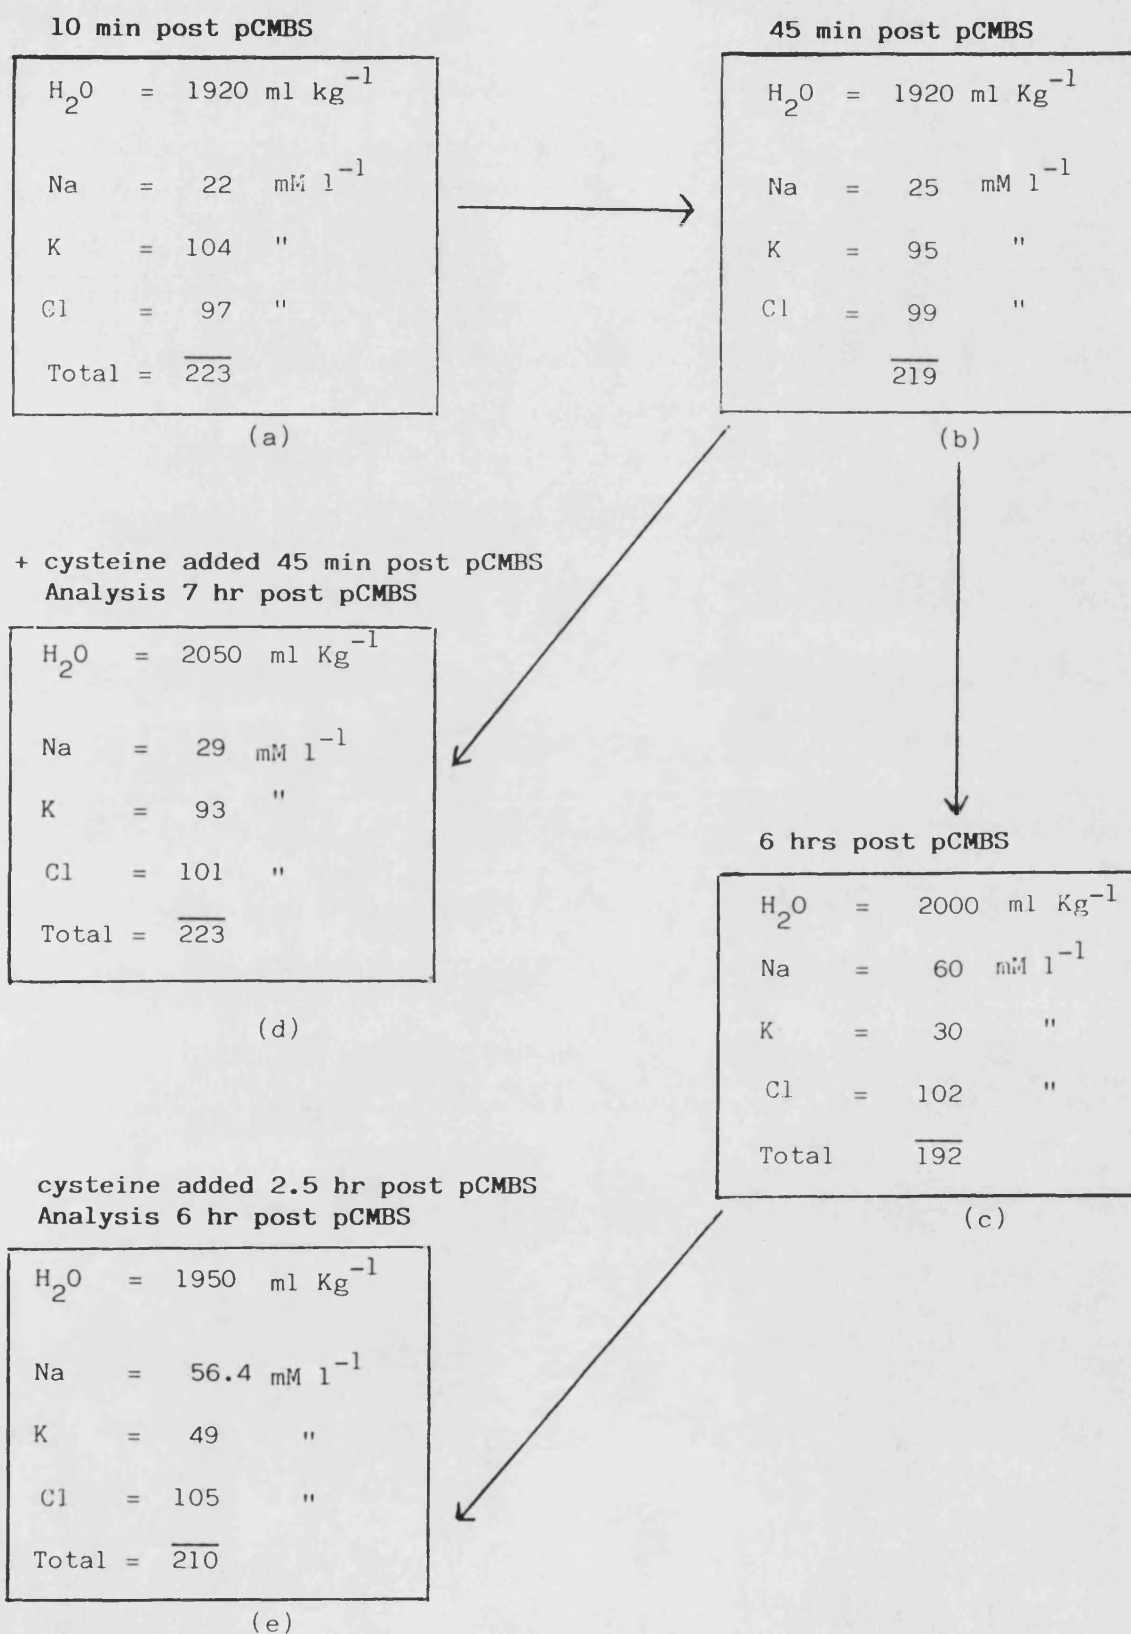 10 min post pCMBS
H₂O = 1920 ml kg⁻¹
Na = 22 mM l⁻¹
K = 104 "
Cl = 97 "
Total = 223
(a)
45 min post pCMBS
H₂O = 1920 ml Kg⁻¹
Na = 25 mM l⁻¹
K = 95 "
Cl = 99 "
219
(b)
+ cysteine added 45 min post pCMBS
Analysis 7 hr post pCMBS
H₂O = 2050 ml Kg⁻¹
Na = 29 mM l⁻¹
K = 93 "
Cl = 101 "
Total = 223
(d)
6 hrs post pCMBS
H₂O = 2000 ml Kg⁻¹
Na = 60 mM l⁻¹
K = 30 "
Cl = 102 "
Total 192
(c)
cysteine added 2.5 hr post pCMBS
Analysis 6 hr post pCMBS
H₂O = 1950 ml Kg⁻¹
Na = 56.4 mM l⁻¹
K = 49 "
Cl = 105 "
Total = 210
(e)